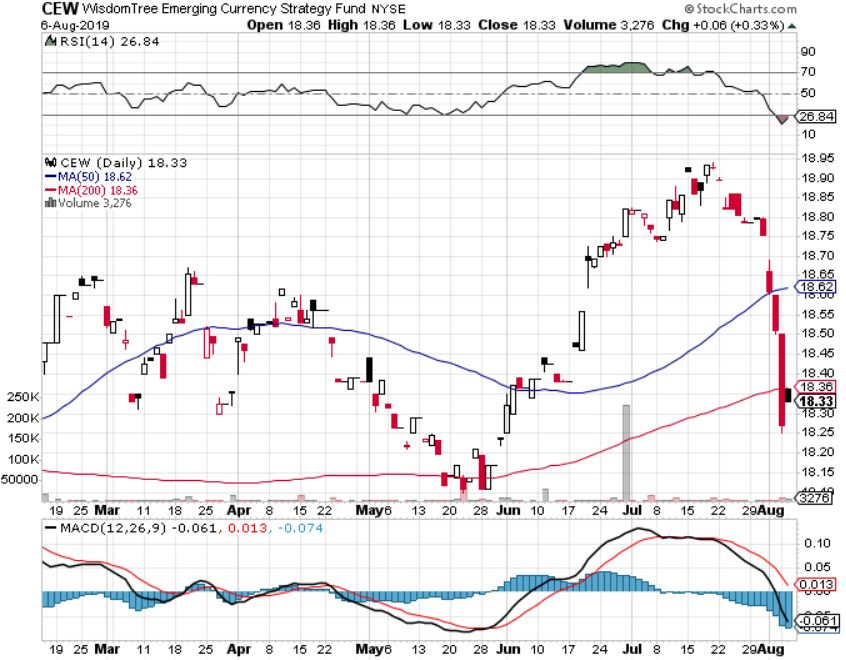 CEW WisdomTree Emerging Currency Strategy Fund NYSE © StockCharts.com
6-Aug-2019 Open 18.36 High 18.36 Low 18.33 Close 18.33 Volume 3,276 Chg +0.06 (+0.33%)
RSI(14) 26.84
90
70
50
26.84
10
CEW (Daily) 18.33
MA(50) 18.62
MA(200) 18.36
Volume 3,276
18.95
18.90
18.85
18.80
18.75
18.70
18.65
18.62
18.55
18.50
18.45
18.40
18.36
18.33
18.30
18.25
18.20
18.15
3276
250K
200K
150K
100K
50000
19 25 Mar 11 18 25 Apr 8 15 22 May 6 13 20 28 Jun 10 17 24 Jul 8 15 22 29 Aug
MACD(12,26,9) -0.061, 0.013, -0.074
0.10
0.05
0.013
-0.061
19 25 Mar 11 18 25 Apr 8 15 22 May 6 13 20 28 Jun 10 17 24 Jul 8 15 22 29 Aug